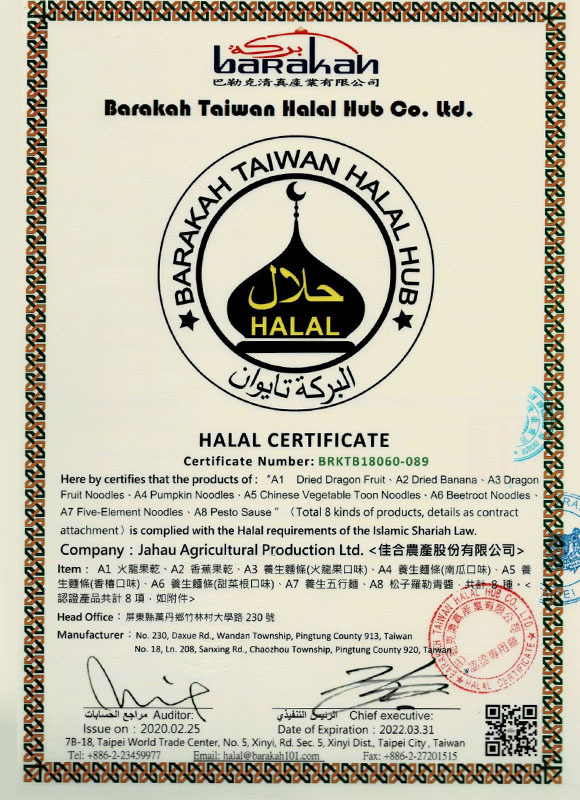 بركة
barakah
巴勒克清真產業有限公司
Barakah Taiwan Halal Hub Co. Ltd.
BARAKAH TAIWAN HALAL HUB
حلال
HALAL
البركة تايوان
HALAL CERTIFICATE
Certificate Number: BRKTB18060-089
Here by certifies that the products of : "A1 Dried Dragon Fruit、A2 Dried Banana、A3 Dragon
Fruit Noodles、A4 Pumpkin Noodles、A5 Chinese Vegetable Toon Noodles、A6 Beetroot Noodles、
A7 Five-Element Noodles、A8 Pesto Sause"（Total 8 kinds of products, details as contract
attachment）is complied with the Halal requirements of the Islamic Shariah Law.
Company：Jahau Agricultural Production Ltd. <佳合農產股份有限公司>
Item： A1 火龍果乾、A2 香蕉果乾、A3 養生麵條(火龍果口味)、A4 養生麵條(南瓜口味)、A5 養
生麵條(香椿口味)、A6 養生麵條(甜菜根口味)、A7 養生五行麵、A8 松子羅勒青醬、共計 8 種。<
認證產品共計 8 項，如附件>
Head Office：屏東縣萬丹鄉竹林村大學路 230 號
Manufacturer：No. 230, Daxue Rd., Wandan Township, Pingtung County 913, Taiwan
No. 18, Ln. 208, Sanxing Rd., Chaozhou Township, Pingtung County 920, Taiwan
BARAKAH TAIWAN HALAL HUB CO., LTD.
巴勒克清真產業有限公司
HALAL CERTIFICATE
مراجع الحسابات Auditor:
الرئيس التنفيذي Chief executive:
Issue on：2020.02.25
Date of Expiration：2022.03.31
7B-18, Taipei World Trade Center, No. 5, Xinyi, Rd. Sec. 5, Xinyi Dist., Taipei City, Taiwan
Tel: +886-2-23459977 Email: halal@barakah101.com Fax: +886-2-27201515